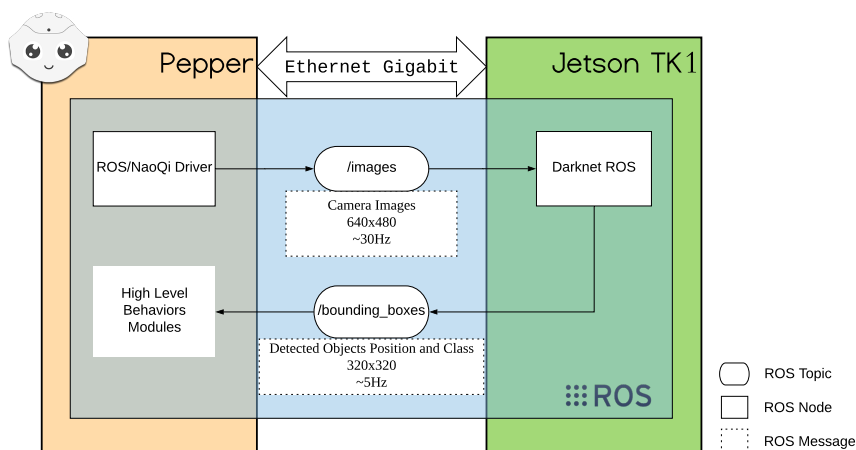 Pepper
Ethernet Gigabit
Jetson TK1
ROS/NaoQi Driver
/images
Darknet ROS
Camera Images
640x480
~30Hz
High Level
Behaviors
Modules
/bounding_boxes
Detected Objects Position and Class
320x320
~5Hz
ROS
ROS Topic
ROS Node
ROS Message